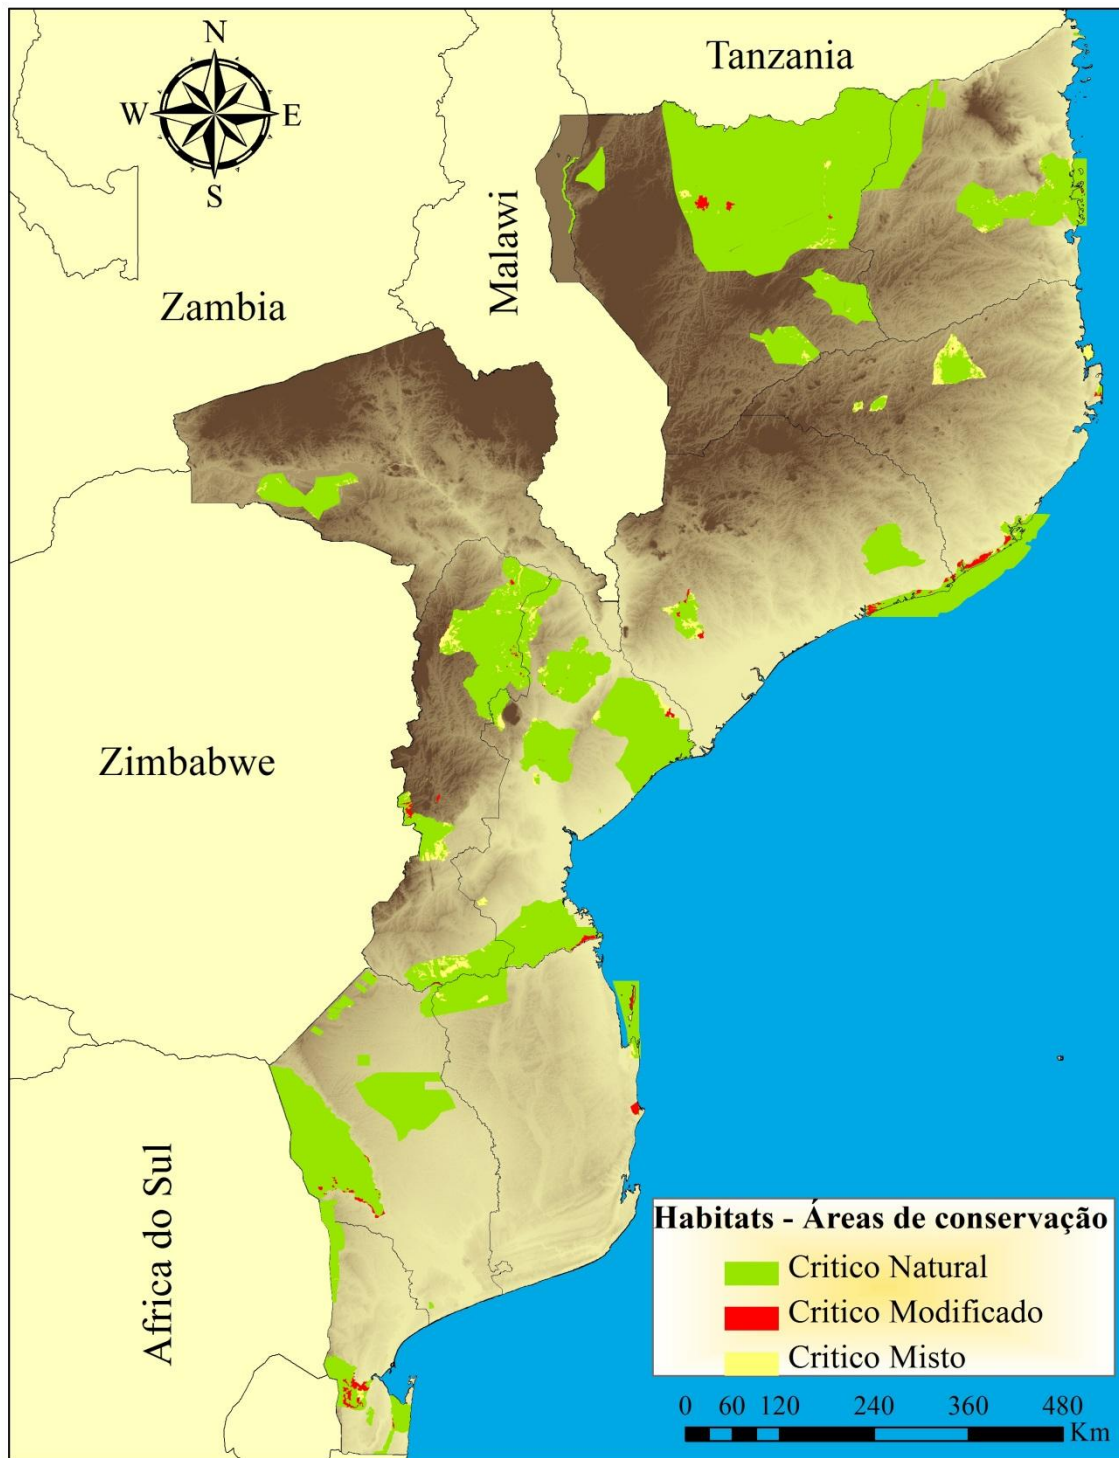 N
Tanzania
W
E
S
Malawi
Zambia
Zimbabwe
Africa do Sul
Habitats - Áreas de conservação
Critico Natural
Critico Modificado
Critico Misto
0 60 120 240 360 480
Km